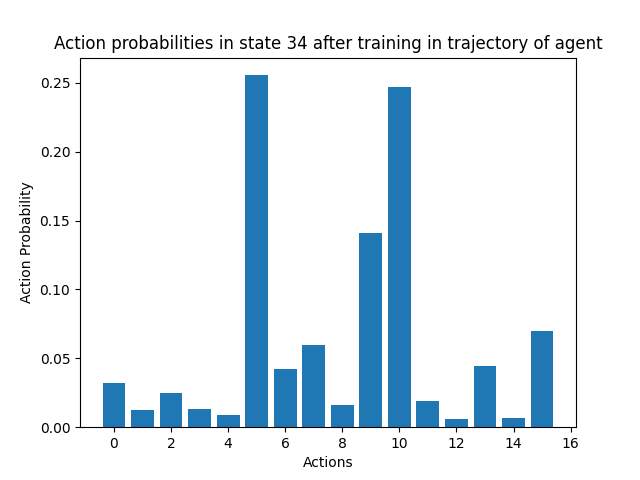 Action probabilities in state 34 after training in trajectory of agent
0.25
0.20
0.15
0.10
0.05
0.00
Action Probability
0 2 4 6 8 10 12 14 16
Actions